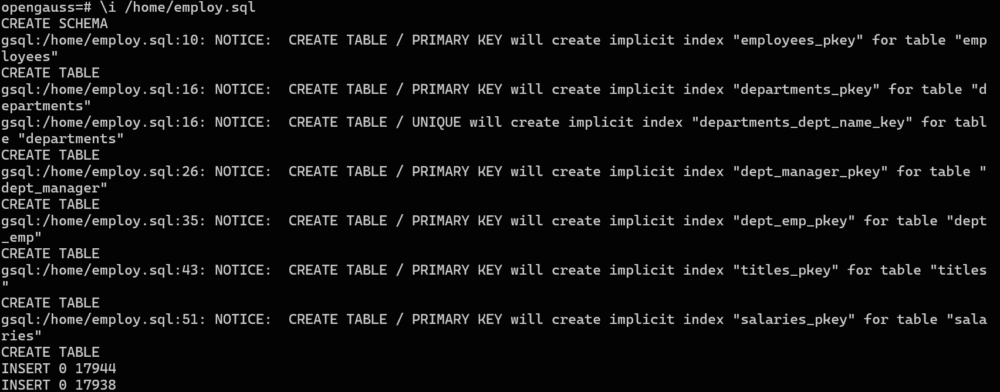 opengauss=# \i /home/employ.sql
CREATE SCHEMA
gsql:/home/employ.sql:10: NOTICE:  CREATE TABLE / PRIMARY KEY will create implicit index "employees_pkey" for table "emp
loyees"
CREATE TABLE
gsql:/home/employ.sql:16: NOTICE:  CREATE TABLE / PRIMARY KEY will create implicit index "departments_pkey" for table "d
epartments"
gsql:/home/employ.sql:16: NOTICE:  CREATE TABLE / UNIQUE will create implicit index "departments_dept_name_key" for tabl
e "departments"
CREATE TABLE
gsql:/home/employ.sql:26: NOTICE:  CREATE TABLE / PRIMARY KEY will create implicit index "dept_manager_pkey" for table "
dept_manager"
CREATE TABLE
gsql:/home/employ.sql:35: NOTICE:  CREATE TABLE / PRIMARY KEY will create implicit index "dept_emp_pkey" for table "dept
_emp"
CREATE TABLE
gsql:/home/employ.sql:43: NOTICE:  CREATE TABLE / PRIMARY KEY will create implicit index "titles_pkey" for table "titles
"
CREATE TABLE
gsql:/home/employ.sql:51: NOTICE:  CREATE TABLE / PRIMARY KEY will create implicit index "salaries_pkey" for table "sala
ries"
CREATE TABLE
INSERT 0 17944
INSERT 0 17938